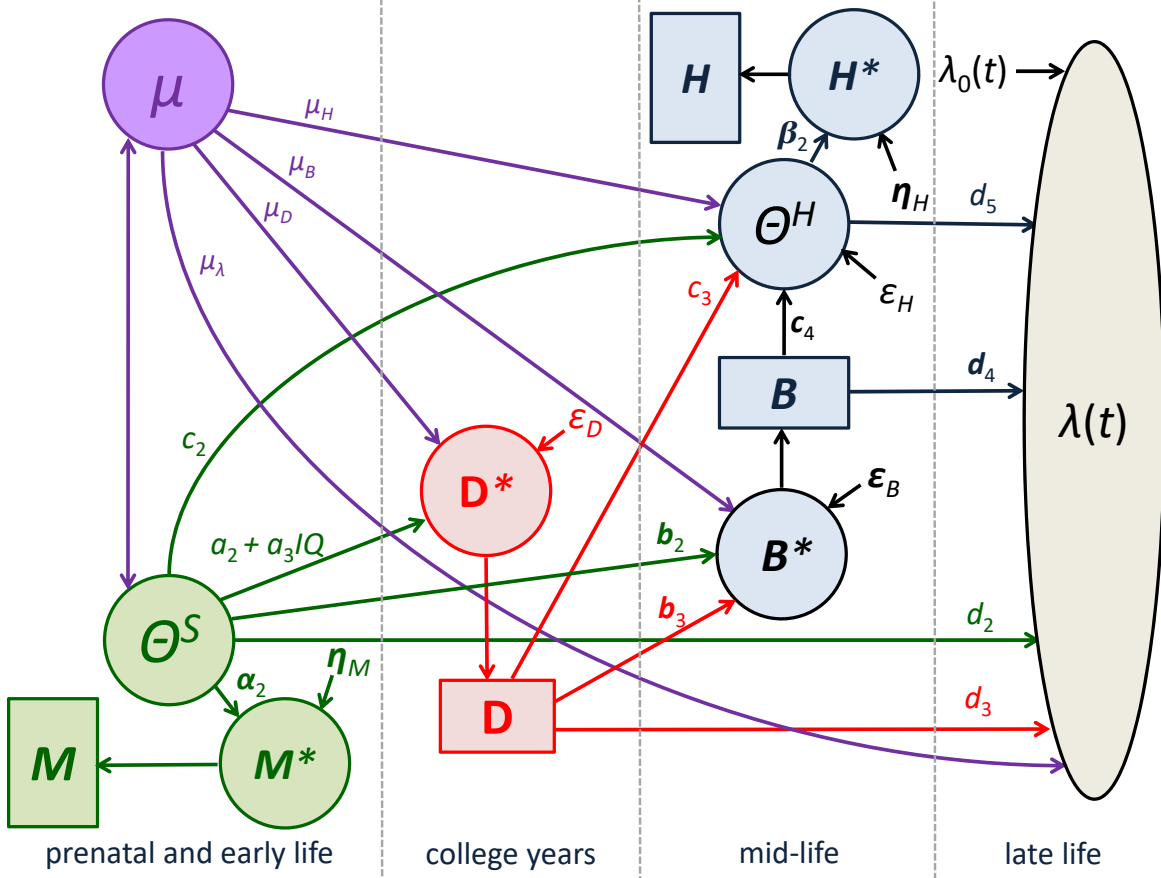 μ
H
H*
λ0(t)
μH
β2
μB
ηH
μD
ΘH
d5
μλ
c3
εH
c4
B
d4
c2
εD
λ(t)
D*
εB
a2 + a3IQ
b2
B*
b3
ΘS
d2
ηM
α2
d3
D
M
M*
prenatal and early life
college years
mid-life
late life